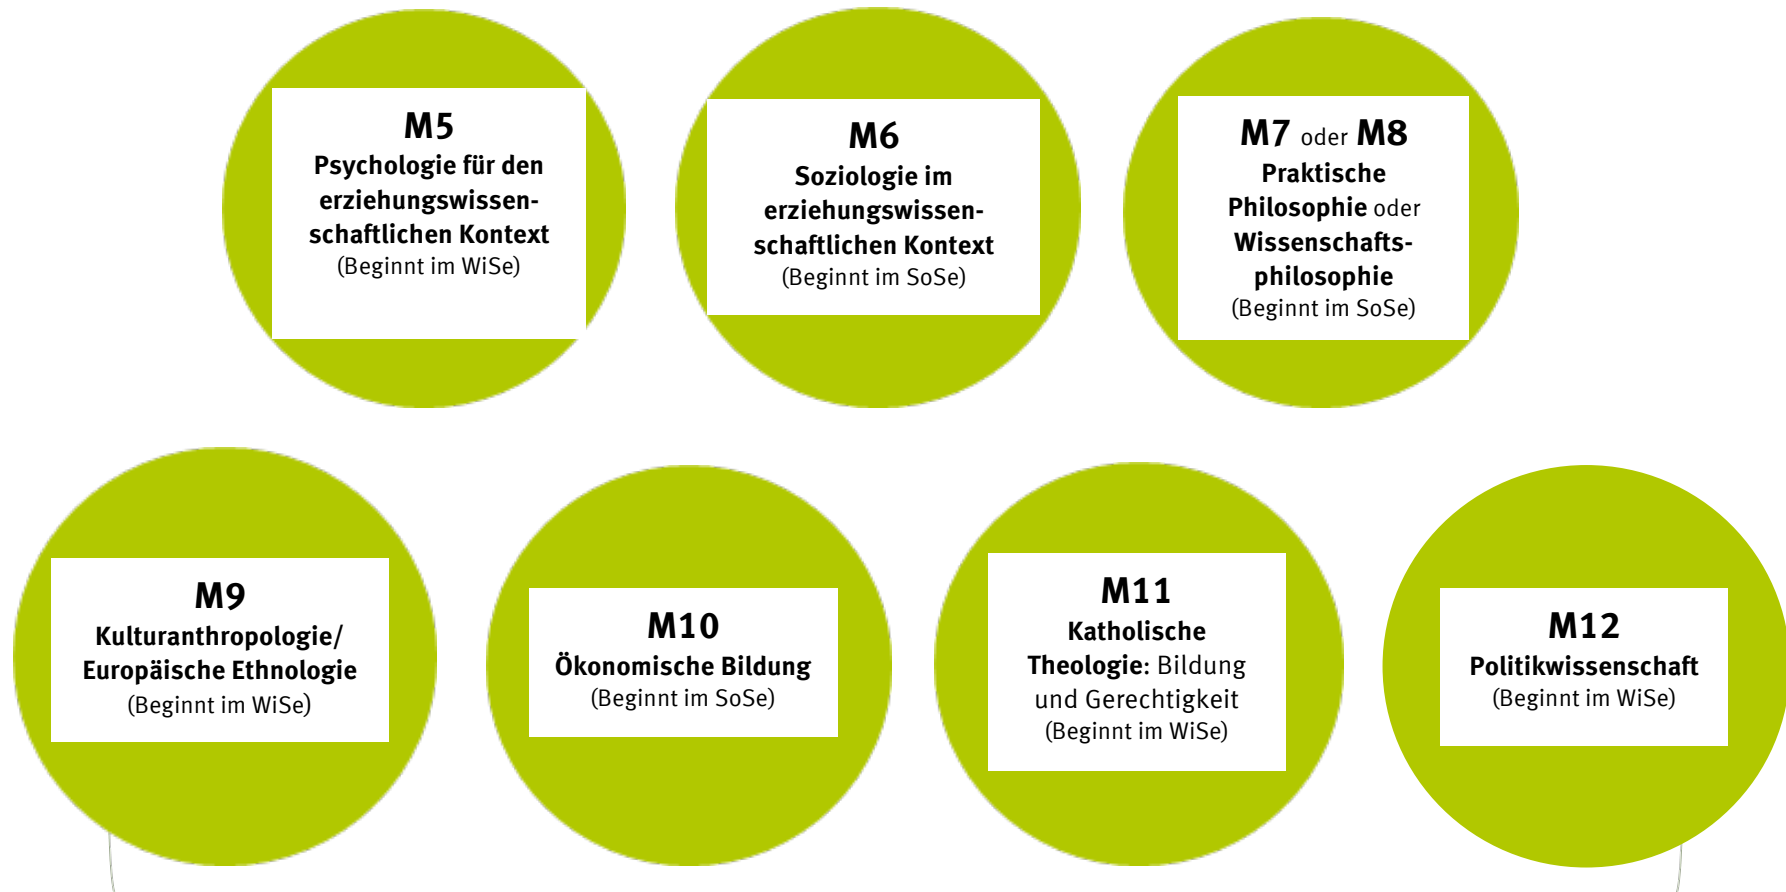 M5
Psychologie für den
erziehungswissen-
schaftlichen Kontext
(Beginnt im WiSe)
M6
Soziologie im
erziehungswissen-
schaftlichen Kontext
(Beginnt im SoSe)
M7 oder M8
Praktische
Philosophie oder
Wissenschafts-
philosophie
(Beginnt im SoSe)
M9
Kulturanthropologie/
Europäische Ethnologie
(Beginnt im WiSe)
M10
Ökonomische Bildung
(Beginnt im SoSe)
M11
Katholische
Theologie: Bildung
und Gerechtigkeit
(Beginnt im WiSe)
M12
Politikwissenschaft
(Beginnt im WiSe)